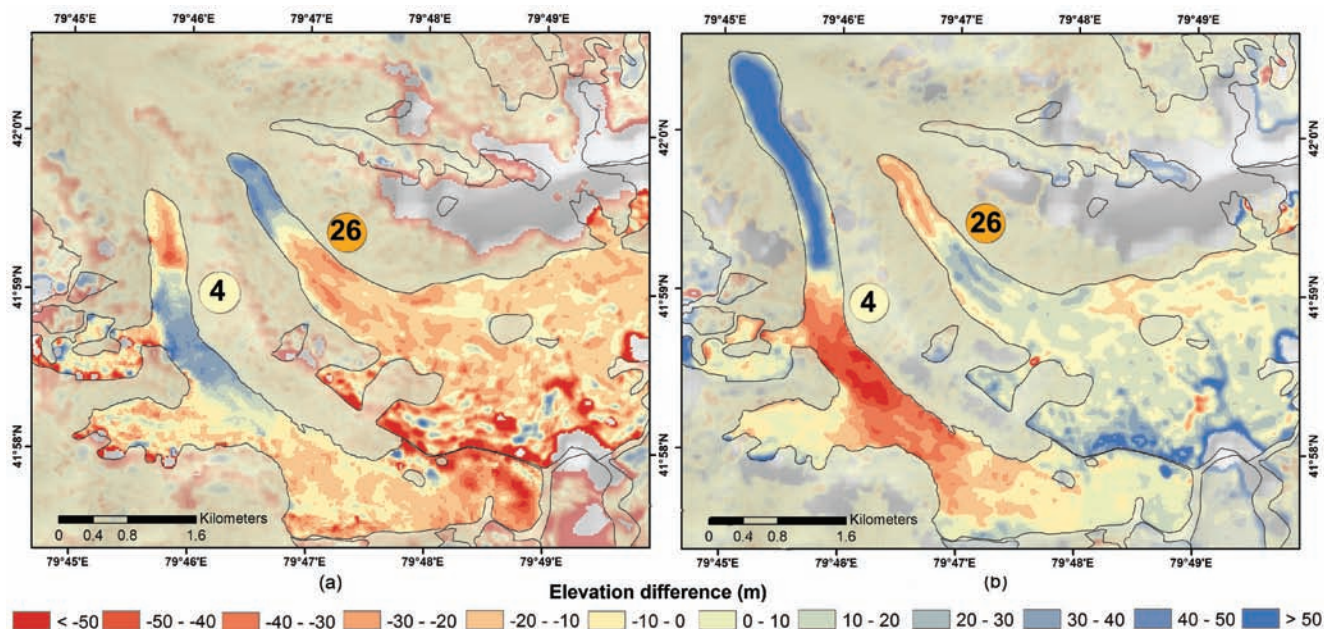 79°45'E 79°46'E 79°47'E 79°48'E 79°49'E 79°45'E 79°46'E 79°47'E 79°48'E 79°49'E
42°0'N 42°0'N
26 26
41°59'N 4 41°59'N 4 41°59'N
41°58'N 41°58'N 41°58'N
Kilometers Kilometers
0 0.4 0.8 1.6 0 0.4 0.8 1.6
79°45'E 79°46'E 79°47'E 79°48'E 79°49'E 79°45'E 79°46'E 79°47'E 79°48'E 79°49'E
(a) (b)
Elevation difference (m)
< -50 -50 - -40 -40 - -30 -30 - -20 -20 - -10 -10 - 0 0 - 10 10 - 20 20 - 30 30 - 40 40 - 50 > 50